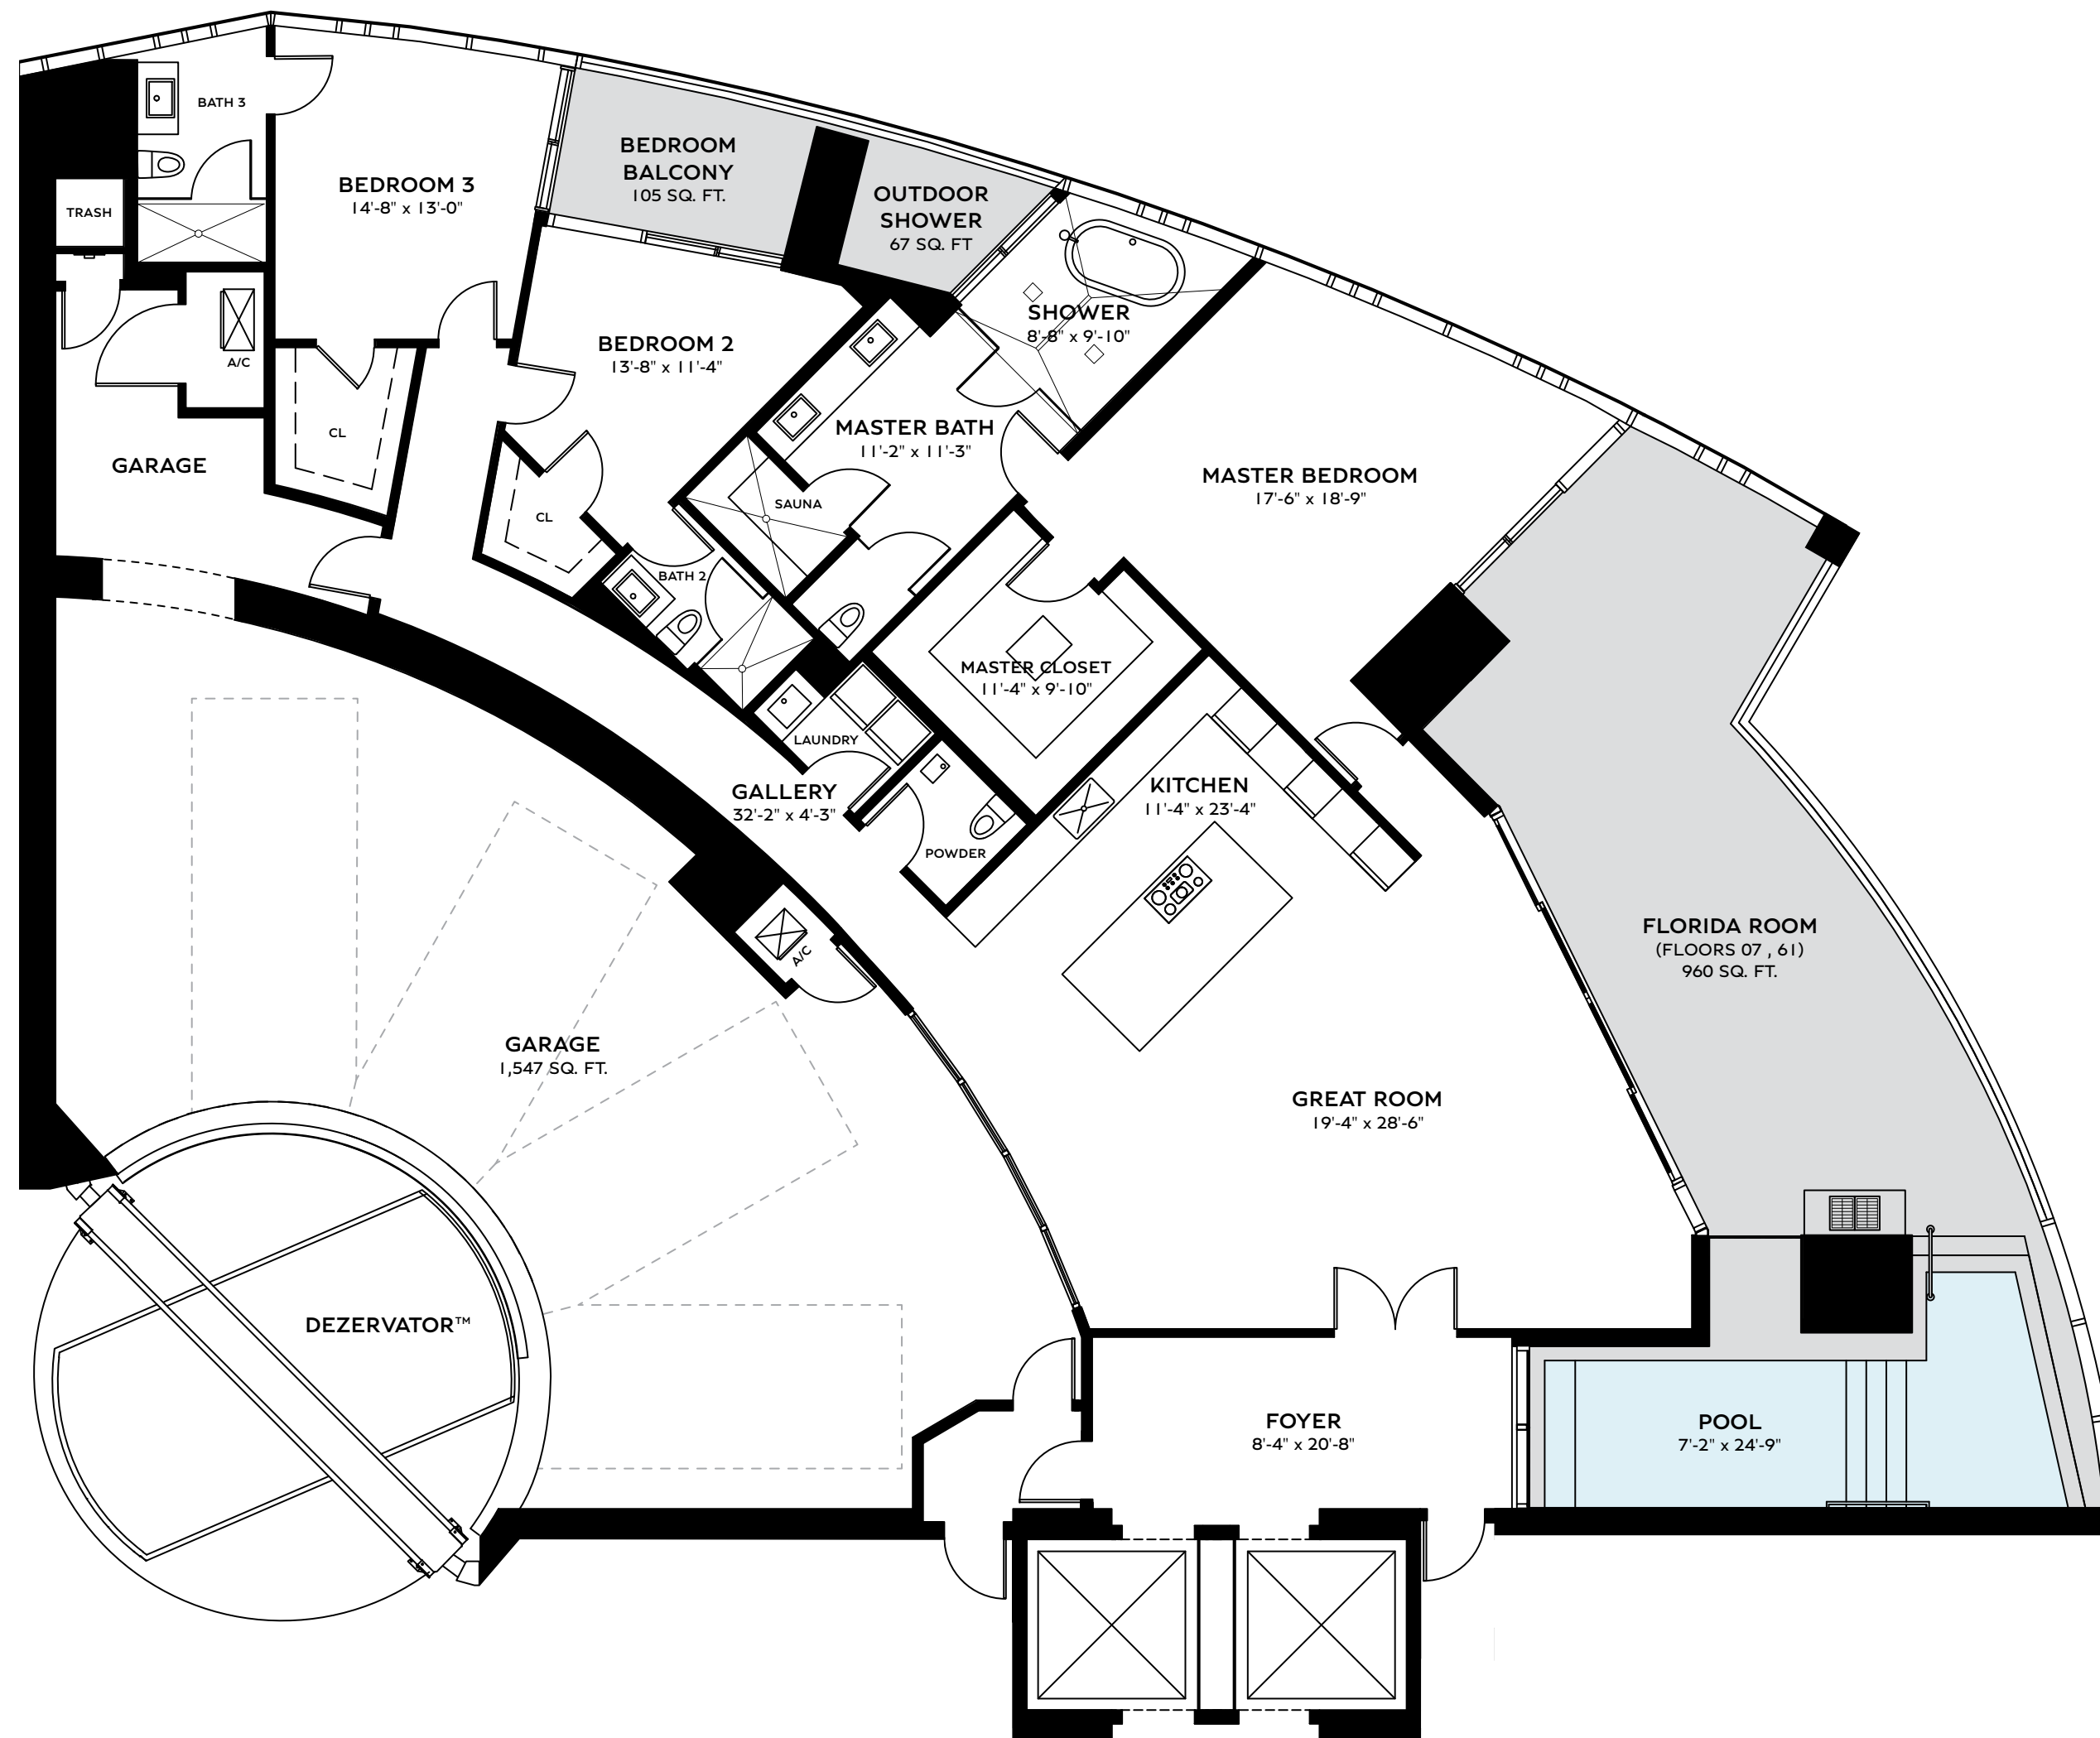 BATH 3
TRASH
A/C
BEDROOM 3
14'-8" x 13'-0"
CL
GARAGE
BEDROOM
BALCONY
105 SQ. FT.
OUTDOOR
SHOWER
67 SQ. FT
BEDROOM 2
13'-8" x 11'-4"
CL
BATH 2
SHOWER
8'-8" x 9'-10"
MASTER BATH
11'-2" x 11'-3"
SAUNA
MASTER BEDROOM
17'-6" x 18'-9"
MASTER CLOSET
11'-4" x 9'-10"
LAUNDRY
GALLERY
32'-2" x 4'-3"
POWDER
KITCHEN
11'-4" x 23'-4"
A/C
FLORIDA ROOM
(FLOORS 07 , 61)
960 SQ. FT.
GARAGE
1,547 SQ. FT.
GREAT ROOM
19'-4" x 28'-6"
DEZERVATOR™
FOYER
8'-4" x 20'-8"
POOL
7'-2" x 24'-9"